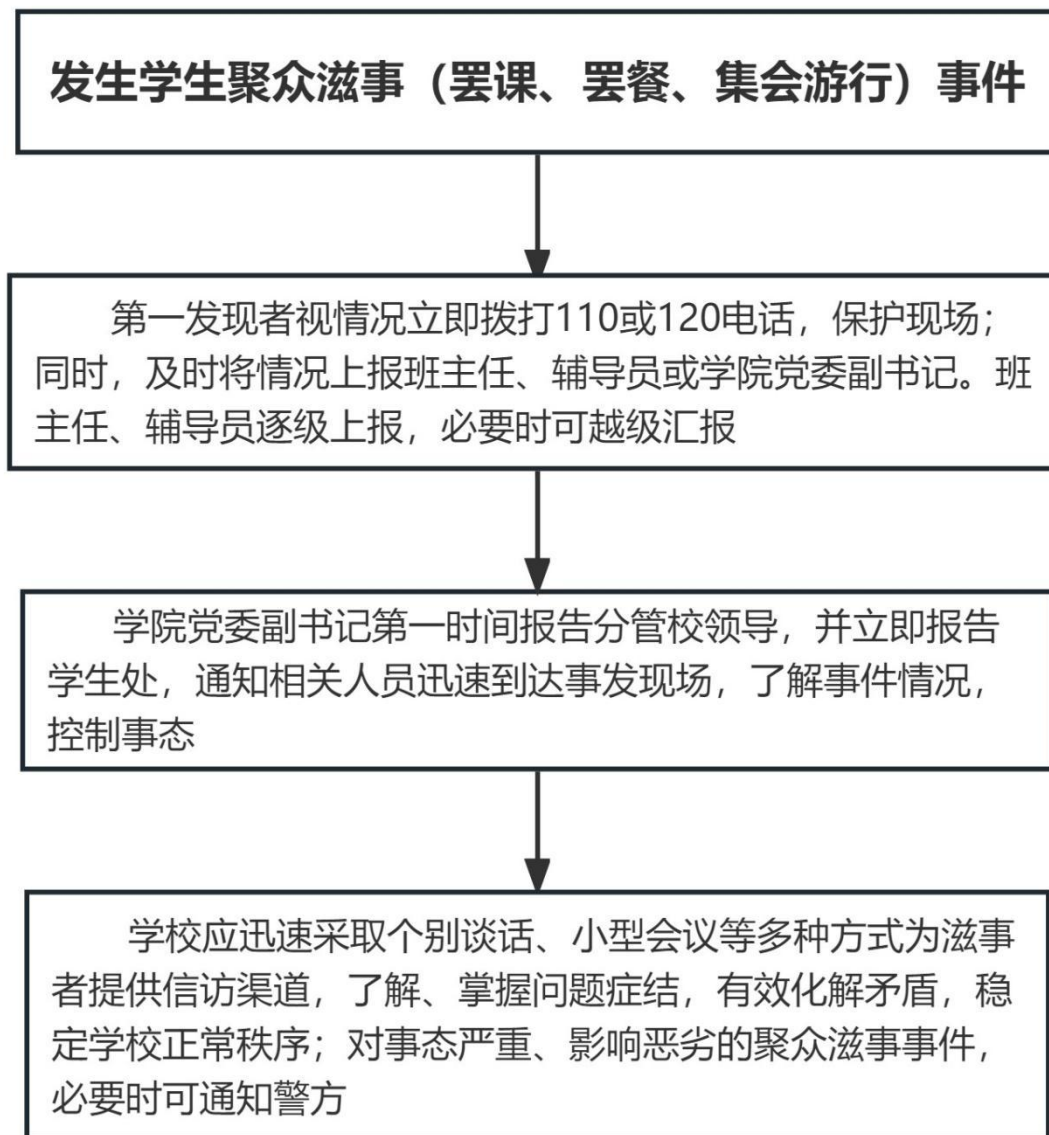 发生学生聚众滋事（罢课、罢餐、集会游行）事件
第一发现者视情况立即拨打110或120电话，保护现场；
同时，及时将情况上报班主任、辅导员或学院党委副书记。班
主任、辅导员逐级上报，必要时可越级汇报
学院党委副书记第一时间报告分管校领导，并立即报告
学生处，通知相关人员迅速到达事发现场，了解事件情况，
控制事态
学校应迅速采取个别谈话、小型会议等多种方式为滋事
者提供信访渠道，了解、掌握问题症结，有效化解矛盾，稳
定学校正常秩序；对事态严重、影响恶劣的聚众滋事事件，
必要时可通知警方